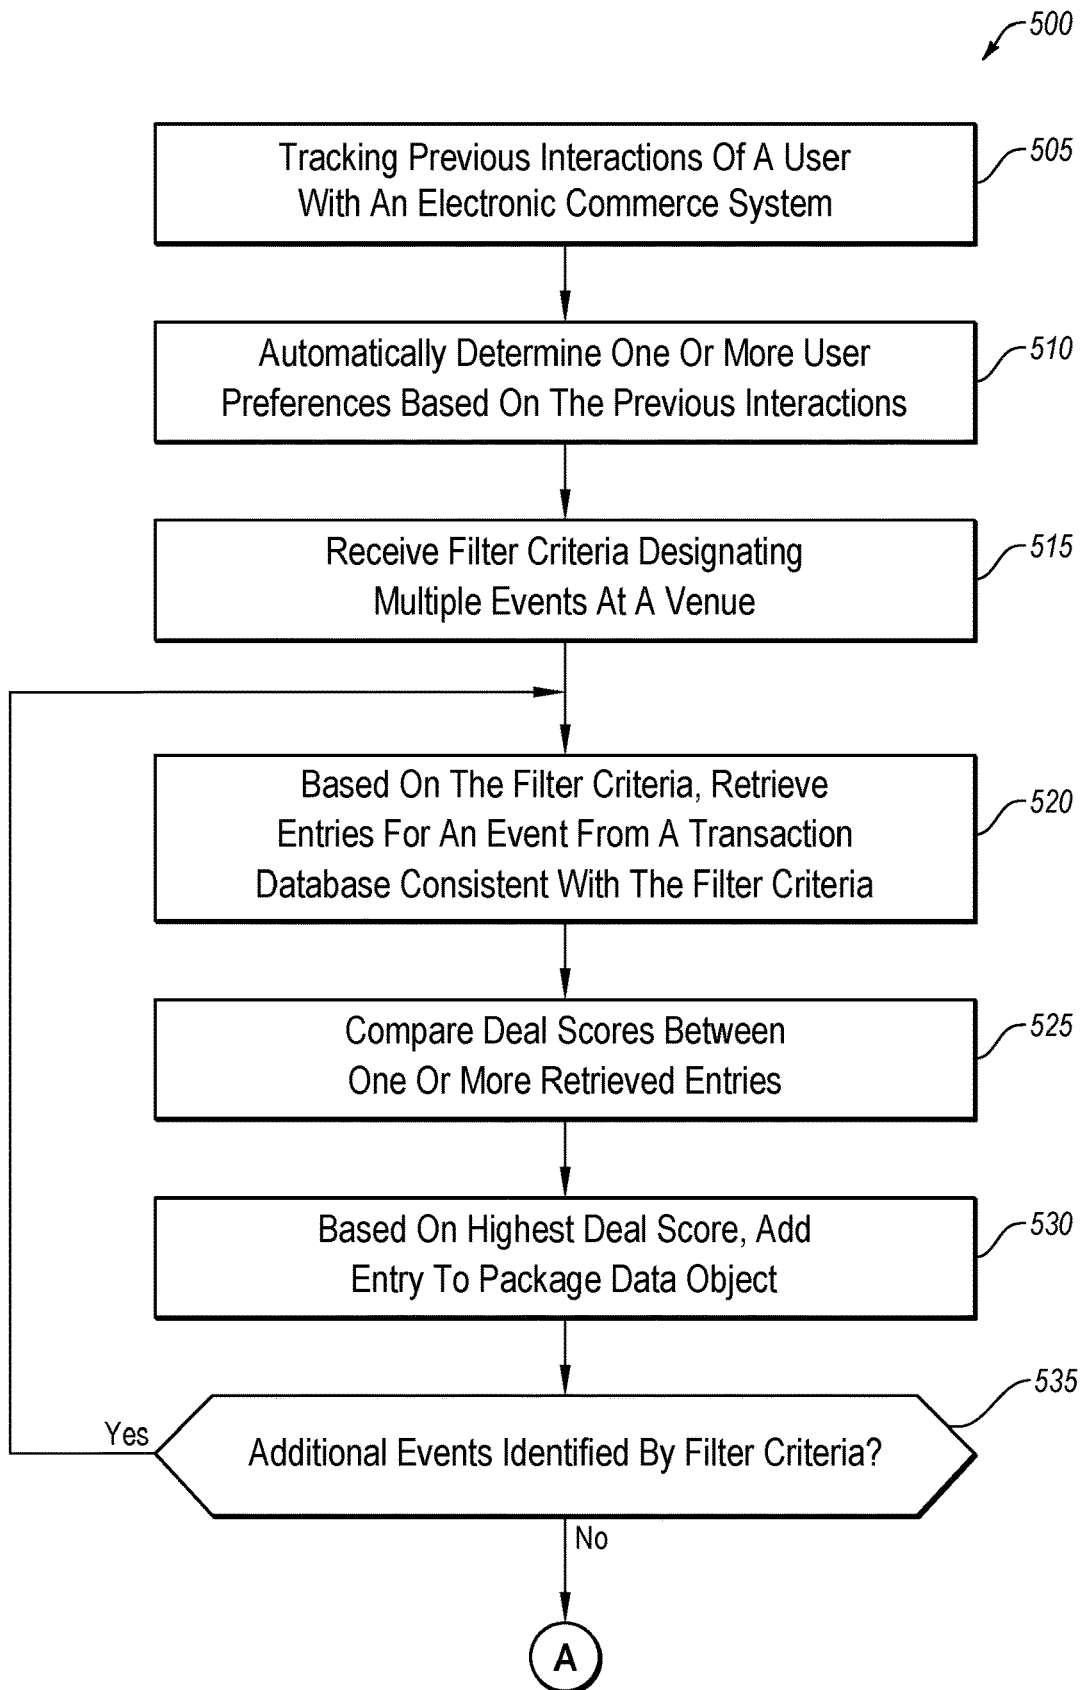 500
Tracking Previous Interactions Of A User
With An Electronic Commerce System
505
Automatically Determine One Or More User
Preferences Based On The Previous Interactions
510
Receive Filter Criteria Designating
Multiple Events At A Venue
515
Based On The Filter Criteria, Retrieve
Entries For An Event From A Transaction
Database Consistent With The Filter Criteria
520
Compare Deal Scores Between
One Or More Retrieved Entries
525
Based On Highest Deal Score, Add
Entry To Package Data Object
530
535
Yes
Additional Events Identified By Filter Criteria?
No
A